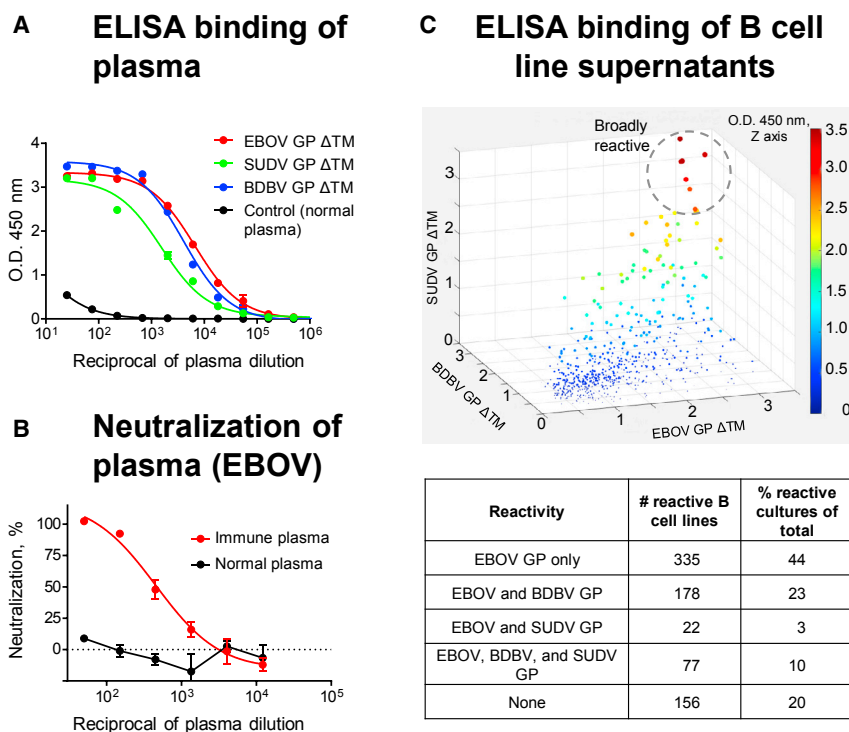 A ELISA binding of
plasma
4
3
2
1
0
O.D. 450 nm
EBOV GP ΔTM
SUDV GP ΔTM
BDBV GP ΔTM
Control (normal
plasma)
10¹ 10² 10³ 10⁴ 10⁵ 10⁶
Reciprocal of plasma dilution
B Neutralization of
plasma (EBOV)
100
75
50
25
0
Neutralization, %
Immune plasma
Normal plasma
10² 10³ 10⁴ 10⁵
Reciprocal of plasma dilution
C ELISA binding of B cell
line supernatants
Broadly
reactive
O.D. 450 nm,
Z axis
3.5
3.0
2.5
2.0
1.5
1.0
0.5
0
3
2
1
0
SUDV GP ΔTM
3
2
1
BDBV GP ΔTM
0 1 2 3
EBOV GP ΔTM
Reactivity # reactive B cell lines % reactive cultures of total
EBOV GP only 335 44
EBOV and BDBV GP 178 23
EBOV and SUDV GP 22 3
EBOV, BDBV, and SUDV GP 77 10
None 156 20